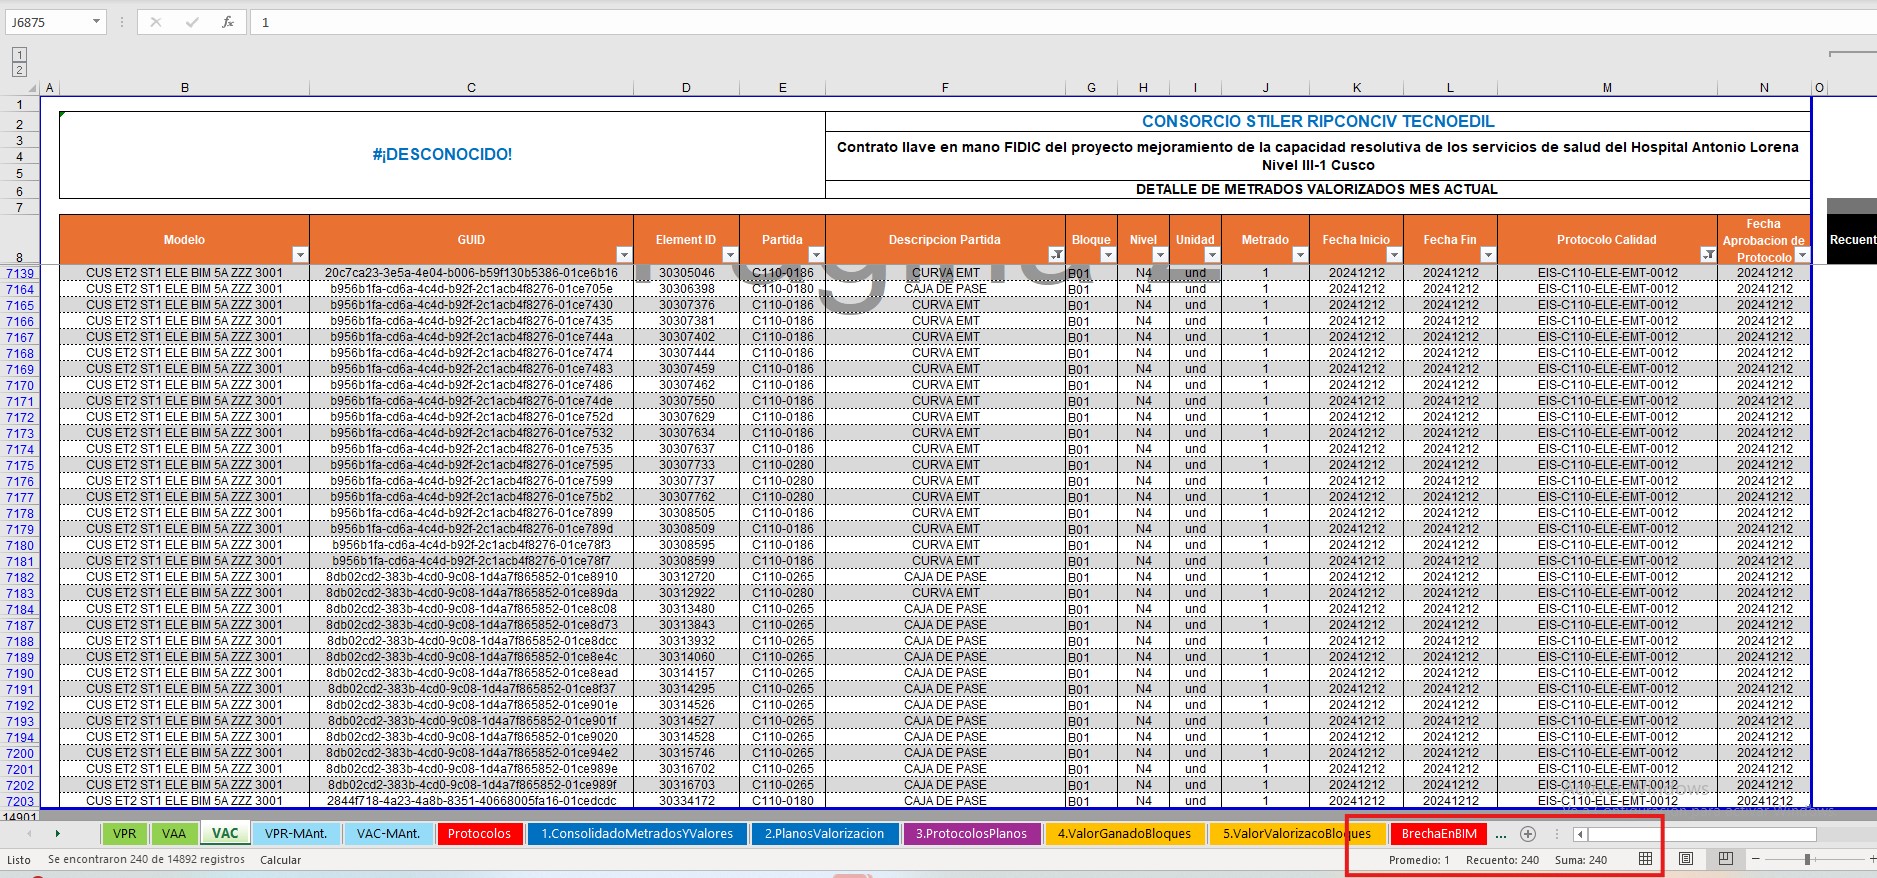 J6875
1
1
2
A B C D E F G H I J K L M N O
1
2
3
4
5
6
7
8
#¡DESCONOCIDO!
CONSORCIO STILER RIPCONCIV TECNOEDIL
Contrato llave en mano FIDIC del proyecto mejoramiento de la capacidad resolutiva de los servicios de salud del Hospital Antonio Lorena
Nivel III-1 Cusco
DETALLE DE METRADOS VALORIZADOS MES ACTUAL
Modelo GUID Element ID Partida Descripcion Partida Bloque Nivel Unidad Metrado Fecha Inicio Fecha Fin Protocolo Calidad Fecha Aprobacion de Protocolo Recuent
7139 CUS ET2 ST1 ELE BIM 5A ZZZ 3001 20c7ca23-3e5a-4e04-b006-b59f130b5386-01ce6b16 30305046 C110-0186 CURVA EMT B01 N4 und 1 20241212 20241212 EIS-C110-ELE-EMT-0012 20241212
7164 CUS ET2 ST1 ELE BIM 5A ZZZ 3001 b956b1fa-cd6a-4c4d-b92f-2c1acb4f8276-01ce705e 30306398 C110-0180 CAJA DE PASE B01 N4 und 1 20241212 20241212 EIS-C110-ELE-EMT-0012 20241212
7165 CUS ET2 ST1 ELE BIM 5A ZZZ 3001 b956b1fa-cd6a-4c4d-b92f-2c1acb4f8276-01ce7430 30307376 C110-0186 CURVA EMT B01 N4 und 1 20241212 20241212 EIS-C110-ELE-EMT-0012 20241212
7166 CUS ET2 ST1 ELE BIM 5A ZZZ 3001 b956b1fa-cd6a-4c4d-b92f-2c1acb4f8276-01ce7435 30307381 C110-0186 CURVA EMT B01 N4 und 1 20241212 20241212 EIS-C110-ELE-EMT-0012 20241212
7167 CUS ET2 ST1 ELE BIM 5A ZZZ 3001 b956b1fa-cd6a-4c4d-b92f-2c1acb4f8276-01ce744a 30307402 C110-0186 CURVA EMT B01 N4 und 1 20241212 20241212 EIS-C110-ELE-EMT-0012 20241212
7168 CUS ET2 ST1 ELE BIM 5A ZZZ 3001 b956b1fa-cd6a-4c4d-b92f-2c1acb4f8276-01ce7474 30307444 C110-0186 CURVA EMT B01 N4 und 1 20241212 20241212 EIS-C110-ELE-EMT-0012 20241212
7169 CUS ET2 ST1 ELE BIM 5A ZZZ 3001 b956b1fa-cd6a-4c4d-b92f-2c1acb4f8276-01ce7483 30307459 C110-0186 CURVA EMT B01 N4 und 1 20241212 20241212 EIS-C110-ELE-EMT-0012 20241212
7170 CUS ET2 ST1 ELE BIM 5A ZZZ 3001 b956b1fa-cd6a-4c4d-b92f-2c1acb4f8276-01ce7486 30307462 C110-0186 CURVA EMT B01 N4 und 1 20241212 20241212 EIS-C110-ELE-EMT-0012 20241212
7171 CUS ET2 ST1 ELE BIM 5A ZZZ 3001 b956b1fa-cd6a-4c4d-b92f-2c1acb4f8276-01ce74de 30307550 C110-0186 CURVA EMT B01 N4 und 1 20241212 20241212 EIS-C110-ELE-EMT-0012 20241212
7172 CUS ET2 ST1 ELE BIM 5A ZZZ 3001 b956b1fa-cd6a-4c4d-b92f-2c1acb4f8276-01ce752d 30307629 C110-0186 CURVA EMT B01 N4 und 1 20241212 20241212 EIS-C110-ELE-EMT-0012 20241212
7173 CUS ET2 ST1 ELE BIM 5A ZZZ 3001 b956b1fa-cd6a-4c4d-b92f-2c1acb4f8276-01ce7532 30307634 C110-0186 CURVA EMT B01 N4 und 1 20241212 20241212 EIS-C110-ELE-EMT-0012 20241212
7174 CUS ET2 ST1 ELE BIM 5A ZZZ 3001 b956b1fa-cd6a-4c4d-b92f-2c1acb4f8276-01ce7535 30307637 C110-0186 CURVA EMT B01 N4 und 1 20241212 20241212 EIS-C110-ELE-EMT-0012 20241212
7175 CUS ET2 ST1 ELE BIM 5A ZZZ 3001 b956b1fa-cd6a-4c4d-b92f-2c1acb4f8276-01ce7595 30307733 C110-0280 CURVA EMT B01 N4 und 1 20241212 20241212 EIS-C110-ELE-EMT-0012 20241212
7176 CUS ET2 ST1 ELE BIM 5A ZZZ 3001 b956b1fa-cd6a-4c4d-b92f-2c1acb4f8276-01ce7599 30307737 C110-0280 CURVA EMT B01 N4 und 1 20241212 20241212 EIS-C110-ELE-EMT-0012 20241212
7177 CUS ET2 ST1 ELE BIM 5A ZZZ 3001 b956b1fa-cd6a-4c4d-b92f-2c1acb4f8276-01ce75b2 30307762 C110-0280 CURVA EMT B01 N4 und 1 20241212 20241212 EIS-C110-ELE-EMT-0012 20241212
7178 CUS ET2 ST1 ELE BIM 5A ZZZ 3001 b956b1fa-cd6a-4c4d-b92f-2c1acb4f8276-01ce7899 30308505 C110-0186 CURVA EMT B01 N4 und 1 20241212 20241212 EIS-C110-ELE-EMT-0012 20241212
7179 CUS ET2 ST1 ELE BIM 5A ZZZ 3001 b956b1fa-cd6a-4c4d-b92f-2c1acb4f8276-01ce789d 30308509 C110-0186 CURVA EMT B01 N4 und 1 20241212 20241212 EIS-C110-ELE-EMT-0012 20241212
7180 CUS ET2 ST1 ELE BIM 5A ZZZ 3001 b956b1fa-cd6a-4c4d-b92f-2c1acb4f8276-01ce78f3 30308595 C110-0186 CURVA EMT B01 N4 und 1 20241212 20241212 EIS-C110-ELE-EMT-0012 20241212
7181 CUS ET2 ST1 ELE BIM 5A ZZZ 3001 b956b1fa-cd6a-4c4d-b92f-2c1acb4f8276-01ce78f7 30308599 C110-0186 CURVA EMT B01 N4 und 1 20241212 20241212 EIS-C110-ELE-EMT-0012 20241212
7182 CUS ET2 ST1 ELE BIM 5A ZZZ 3001 8db02cd2-383b-4cd0-9c08-1d4a7f865852-01ce8910 30312720 C110-0265 CAJA DE PASE B01 N4 und 1 20241212 20241212 EIS-C110-ELE-EMT-0012 20241212
7183 CUS ET2 ST1 ELE BIM 5A ZZZ 3001 8db02cd2-383b-4cd0-9c08-1d4a7f865852-01ce89da 30312922 C110-0280 CURVA EMT B01 N4 und 1 20241212 20241212 EIS-C110-ELE-EMT-0012 20241212
7184 CUS ET2 ST1 ELE BIM 5A ZZZ 3001 8db02cd2-383b-4cd0-9c08-1d4a7f865852-01ce8c08 30313480 C110-0265 CAJA DE PASE B01 N4 und 1 20241212 20241212 EIS-C110-ELE-EMT-0012 20241212
7187 CUS ET2 ST1 ELE BIM 5A ZZZ 3001 8db02cd2-383b-4cd0-9c08-1d4a7f865852-01ce8d73 30313843 C110-0265 CAJA DE PASE B01 N4 und 1 20241212 20241212 EIS-C110-ELE-EMT-0012 20241212
7188 CUS ET2 ST1 ELE BIM 5A ZZZ 3001 8db02cd2-383b-4cd0-9c08-1d4a7f865852-01ce8dcc 30313932 C110-0265 CAJA DE PASE B01 N4 und 1 20241212 20241212 EIS-C110-ELE-EMT-0012 20241212
7189 CUS ET2 ST1 ELE BIM 5A ZZZ 3001 8db02cd2-383b-4cd0-9c08-1d4a7f865852-01ce8e4c 30314060 C110-0265 CAJA DE PASE B01 N4 und 1 20241212 20241212 EIS-C110-ELE-EMT-0012 20241212
7190 CUS ET2 ST1 ELE BIM 5A ZZZ 3001 8db02cd2-383b-4cd0-9c08-1d4a7f865852-01ce8ead 30314157 C110-0265 CAJA DE PASE B01 N4 und 1 20241212 20241212 EIS-C110-ELE-EMT-0012 20241212
7191 CUS ET2 ST1 ELE BIM 5A ZZZ 3001 8db02cd2-383b-4cd0-9c08-1d4a7f865852-01ce8f37 30314295 C110-0265 CAJA DE PASE B01 N4 und 1 20241212 20241212 EIS-C110-ELE-EMT-0012 20241212
7192 CUS ET2 ST1 ELE BIM 5A ZZZ 3001 8db02cd2-383b-4cd0-9c08-1d4a7f865852-01ce901e 30314526 C110-0265 CAJA DE PASE B01 N4 und 1 20241212 20241212 EIS-C110-ELE-EMT-0012 20241212
7193 CUS ET2 ST1 ELE BIM 5A ZZZ 3001 8db02cd2-383b-4cd0-9c08-1d4a7f865852-01ce901f 30314527 C110-0265 CAJA DE PASE B01 N4 und 1 20241212 20241212 EIS-C110-ELE-EMT-0012 20241212
7194 CUS ET2 ST1 ELE BIM 5A ZZZ 3001 8db02cd2-383b-4cd0-9c08-1d4a7f865852-01ce9020 30314528 C110-0265 CAJA DE PASE B01 N4 und 1 20241212 20241212 EIS-C110-ELE-EMT-0012 20241212
7200 CUS ET2 ST1 ELE BIM 5A ZZZ 3001 8db02cd2-383b-4cd0-9c08-1d4a7f865852-01ce94e2 30315746 C110-0265 CAJA DE PASE B01 N4 und 1 20241212 20241212 EIS-C110-ELE-EMT-0012 20241212
7201 CUS ET2 ST1 ELE BIM 5A ZZZ 3001 8db02cd2-383b-4cd0-9c08-1d4a7f865852-01ce989e 30316702 C110-0265 CAJA DE PASE B01 N4 und 1 20241212 20241212 EIS-C110-ELE-EMT-0012 20241212
7202 CUS ET2 ST1 ELE BIM 5A ZZZ 3001 8db02cd2-383b-4cd0-9c08-1d4a7f865852-01ce989f 30316703 C110-0265 CAJA DE PASE B01 N4 und 1 20241212 20241212 EIS-C110-ELE-EMT-0012 20241212
7203 CUS ET2 ST1 ELE BIM 5A ZZZ 3001 2844f718-4a23-4a8b-8351-40668005fa16-01cedcdc 30334172 C110-0180 CAJA DE PASE B01 N4 und 1 20241212 20241212 EIS-C110-ELE-EMT-0012 20241212
14901
VPR VAA VAC VPR-MAnt. VAC-MAnt. Protocolos 1.ConsolidadoMetradosYValores 2.PlanosValorizacion 3.ProtocolosPlanos 4.ValorGanadoBloques 5.ValorValorizacoBloques BrechaEnBIM ...
Listo Se encontraron 240 de 14892 registros Calcular Promedio: 1 Recuento: 240 Suma: 240